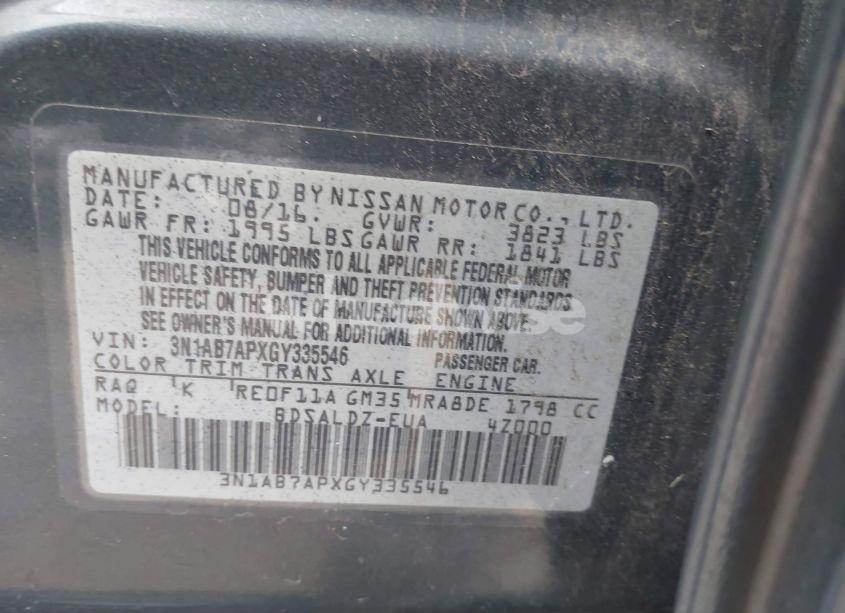 MANUFACTURED BY NISSAN MOTOR CO., LTD.
DATE: 08/16. GVWR: 3823 LBS
GAWR FR: 1995 LBS GAWR RR: 1841 LBS
THIS VEHICLE CONFORMS TO ALL APPLICABLE FEDERAL MOTOR
VEHICLE SAFETY, BUMPER AND THEFT PREVENTION STANDARDS
IN EFFECT ON THE DATE OF MANUFACTURE SHOWN ABOVE.
SEE OWNER'S MANUAL FOR ADDITIONAL INFORMATION.
VIN: 3N1AB7APXGY335546 PASSENGER CAR.
COLOR TRIM TRANS AXLE ENGINE
RAQ K RE0F11A GM35 MRA8DE 1798 CC
MODEL: BDSALDZ-EUA 4Z000
3N1AB7APXGY335546